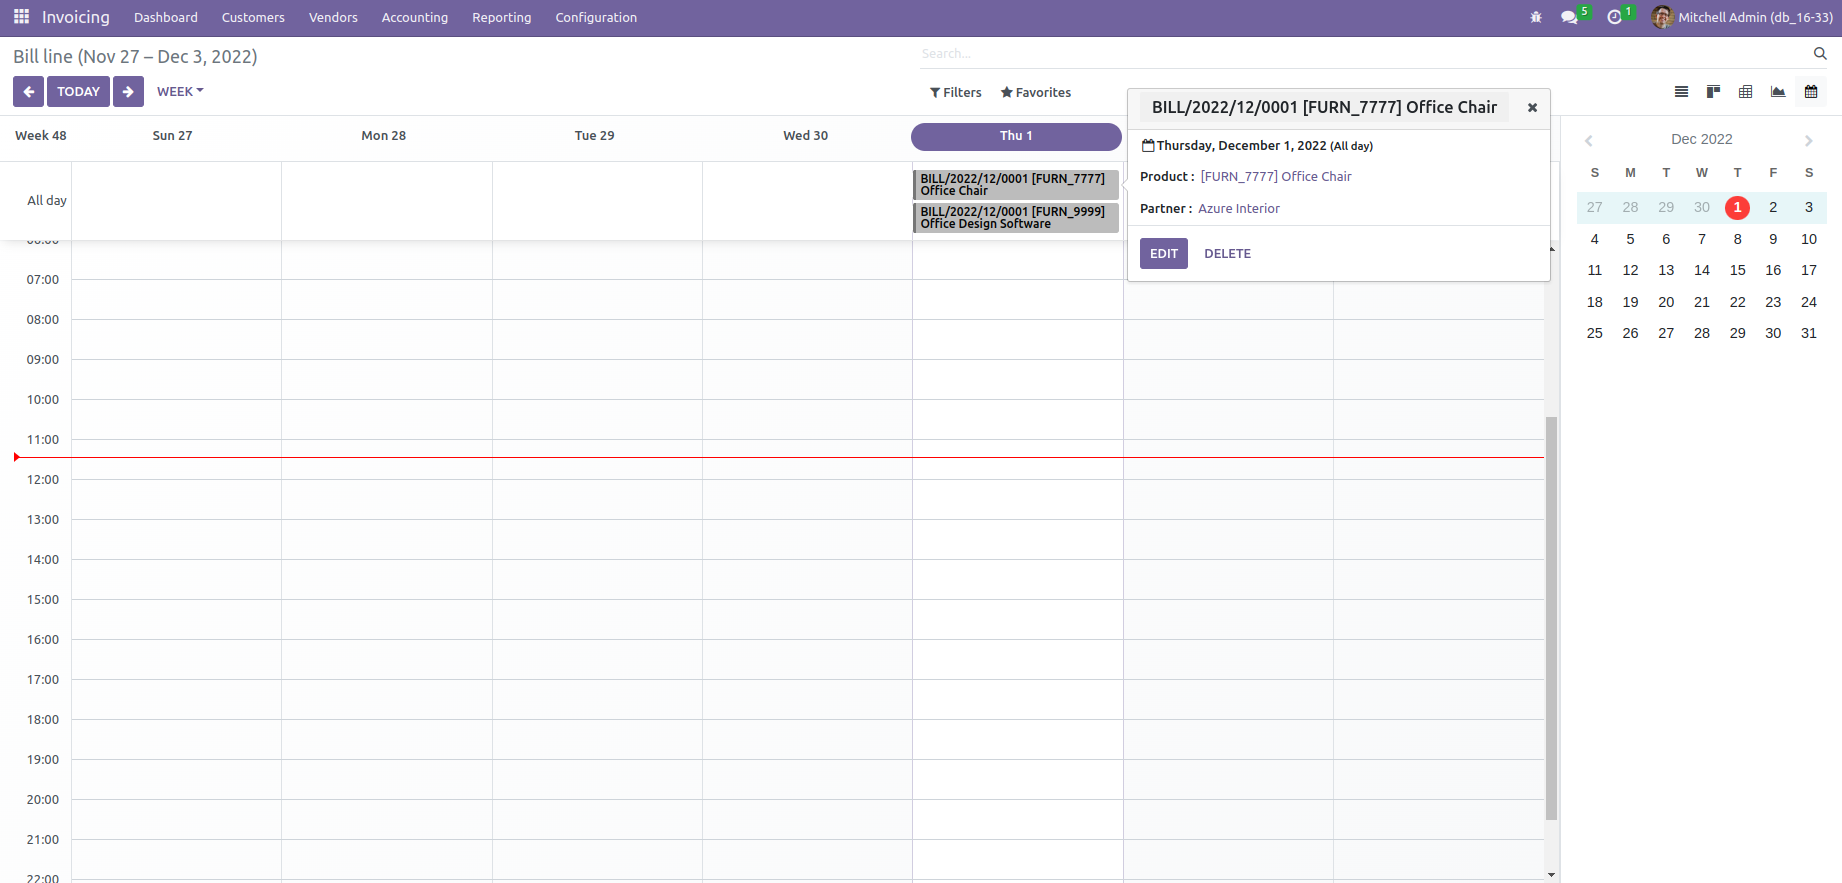 Invoicing Dashboard Customers Vendors Accounting Reporting Configuration 5 1 Mitchell Admin (db_16-33)
Bill line (Nov 27 – Dec 3, 2022)
Search...
TODAY WEEK
Filters Favorites
Week 48 Sun 27 Mon 28 Tue 29 Wed 30 Thu 1
All day
BILL/2022/12/0001 [FURN_7777]
Office Chair
BILL/2022/12/0001 [FURN_9999]
Office Design Software
BILL/2022/12/0001 [FURN_7777] Office Chair
Thursday, December 1, 2022 (All day)
Product : [FURN_7777] Office Chair
Partner : Azure Interior
EDIT DELETE
Dec 2022
S M T W T F S
27 28 29 30 1 2 3
4 5 6 7 8 9 10
11 12 13 14 15 16 17
18 19 20 21 22 23 24
25 26 27 28 29 30 31
07:00
08:00
09:00
10:00
11:00
12:00
13:00
14:00
15:00
16:00
17:00
18:00
19:00
20:00
21:00
22:00